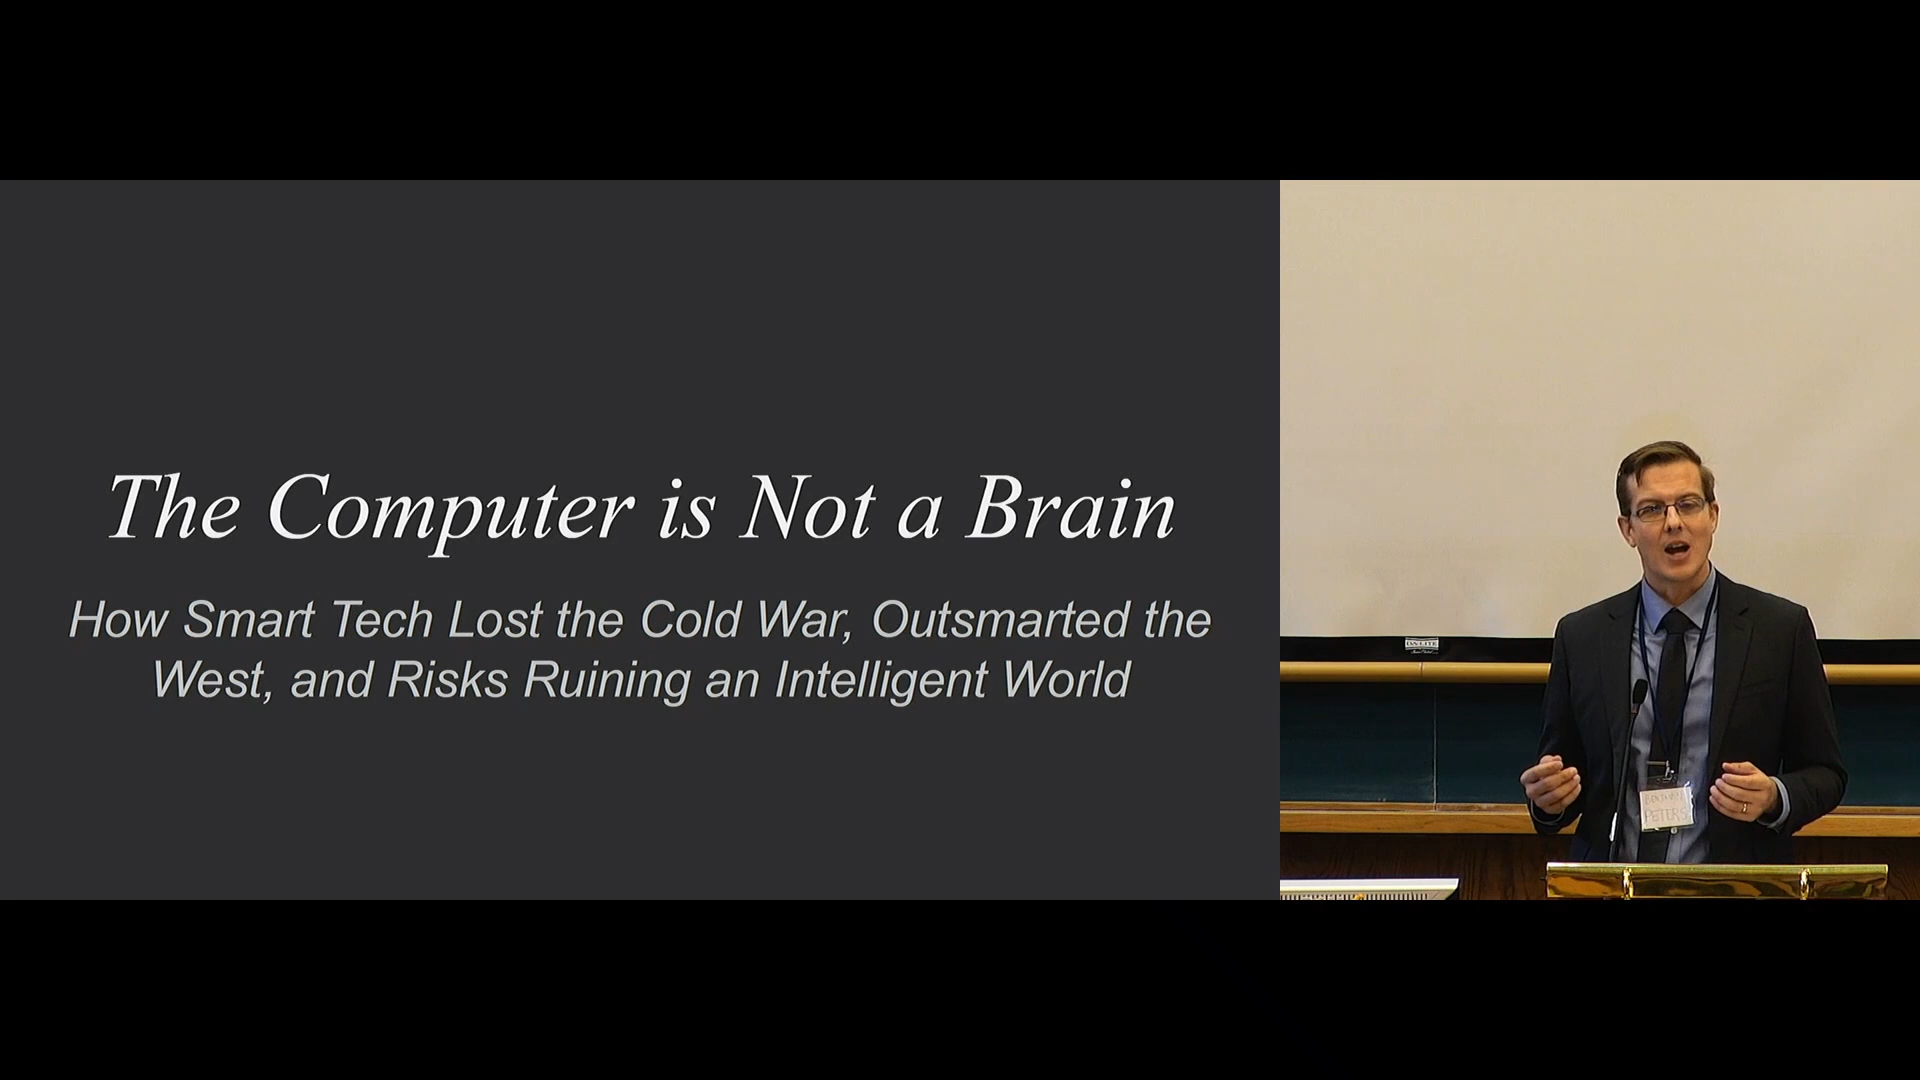 The Computer is Not a Brain
How Smart Tech Lost the Cold War, Outsmarted the
West, and Risks Ruining an Intelligent World
PETERS